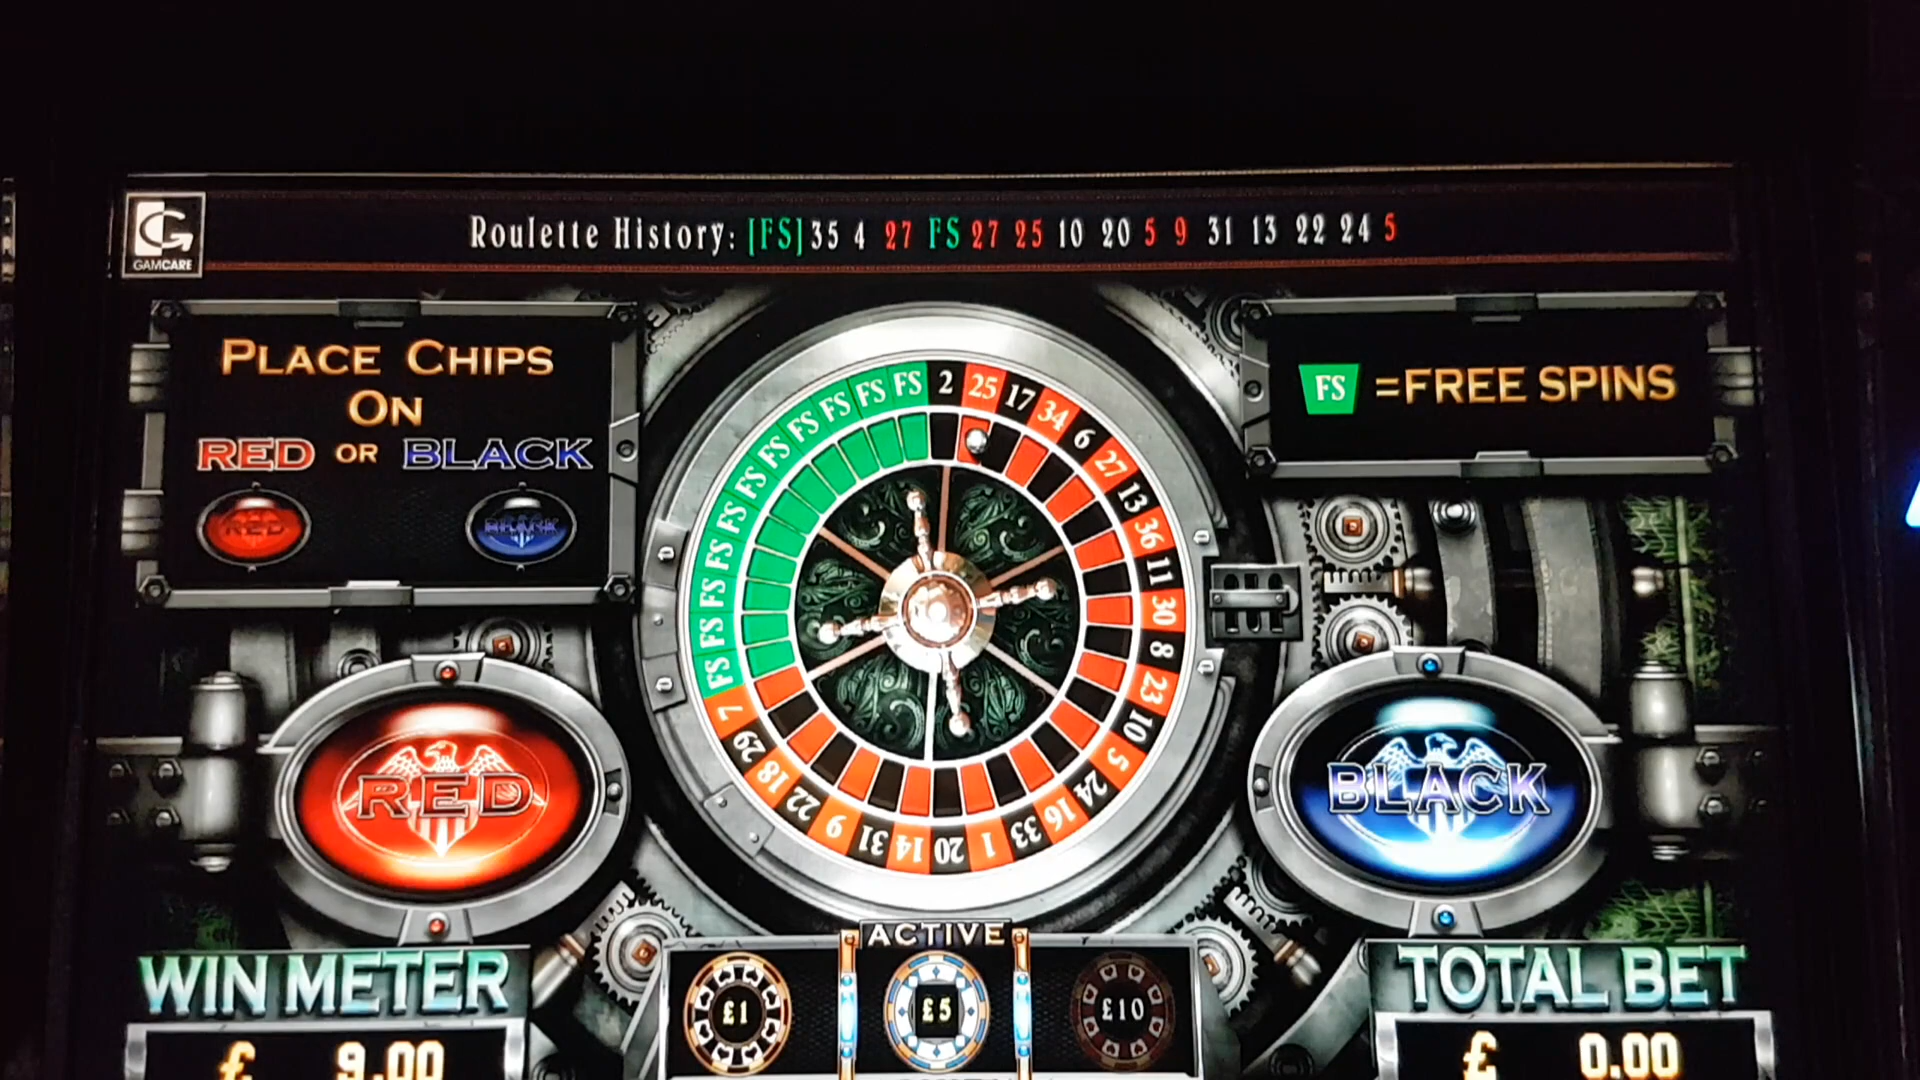 GAMCARE
Roulette History: [FS] 35 4 27 FS 27 25 10 20 5 9 31 13 22 24 5
PLACE CHIPS
ON
RED OR BLACK
RED
BLACK
FS =FREE SPINS
FS FS FS FS FS FS FS FS FS FS FS 2 25 17 34 6 27 13 36 11 30 8 23 10 5 24 16 33 1 20 14 31 9 22 18 29 7
RED
BLACK
WIN METER
£ 9.00
ACTIVE
£1
£5
£10
TOTAL BET
£ 0.00